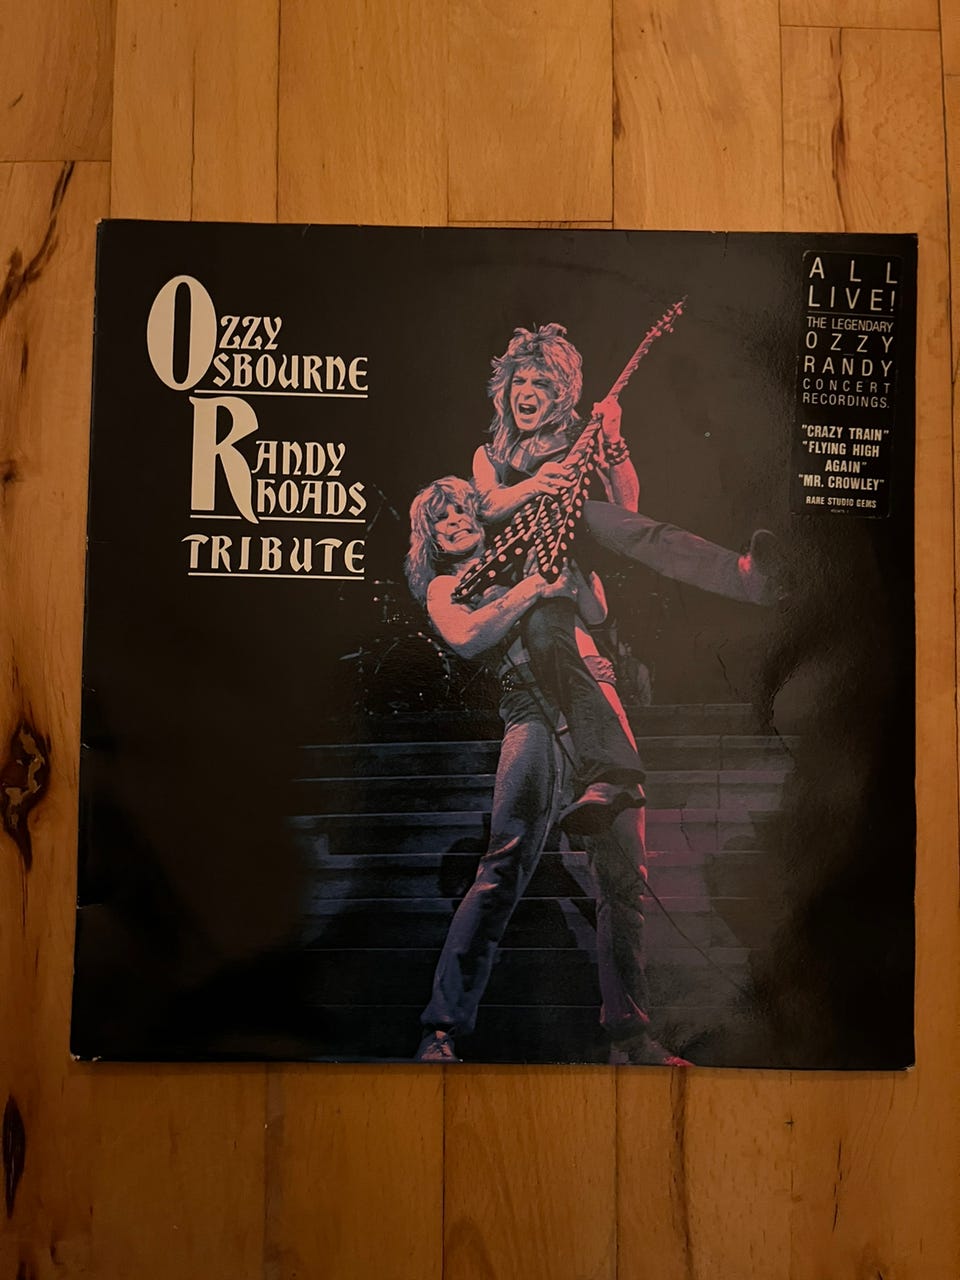 OZZY
OSBOURNE
RANDY
RHOADS
TRIBUTE
ALL
LIVE!
THE LEGENDARY
OZZY
RANDY
CONCERT
RECORDINGS.
"CRAZY TRAIN"
"FLYING HIGH
AGAIN"
"MR. CROWLEY"
RARE STUDIO GEMS